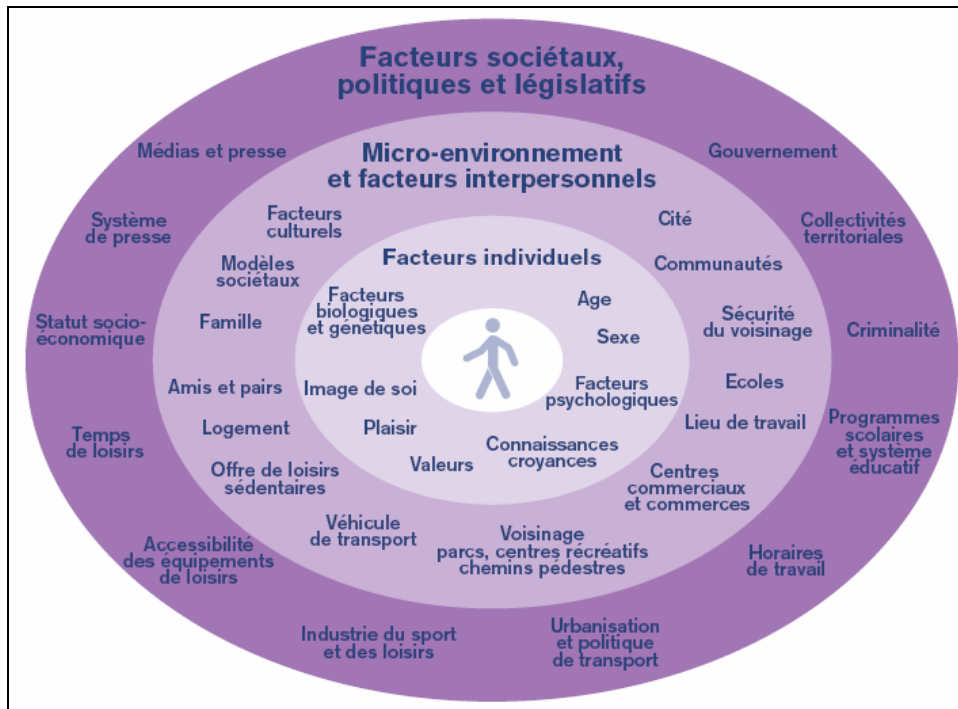 Facteurs sociétaux,
politiques et législatifs
Médias et presse
Gouvernement
Système
de presse
Collectivités
territoriales
Statut socio-
économique
Criminalité
Temps
de loisirs
Programmes
scolaires
et système
éducatif
Accessibilité
des équipements
de loisirs
Horaires
de travail
Industrie du sport
et des loisirs
Urbanisation
et politique
de transport
Micro-environnement
et facteurs interpersonnels
Facteurs
culturels
Cité
Modèles
sociétaux
Communautés
Famille
Sécurité
du voisinage
Amis et pairs
Ecoles
Logement
Lieu de travail
Offre de loisirs
sédentaires
Centres
commerciaux
et commerces
Véhicule
de transport
Voisinage
parcs, centres récréatifs
chemins pédestres
Facteurs individuels
Facteurs
biologiques
et génétiques
Age
Sexe
Image de soi
Facteurs
psychologiques
Plaisir
Connaissances
croyances
Valeurs